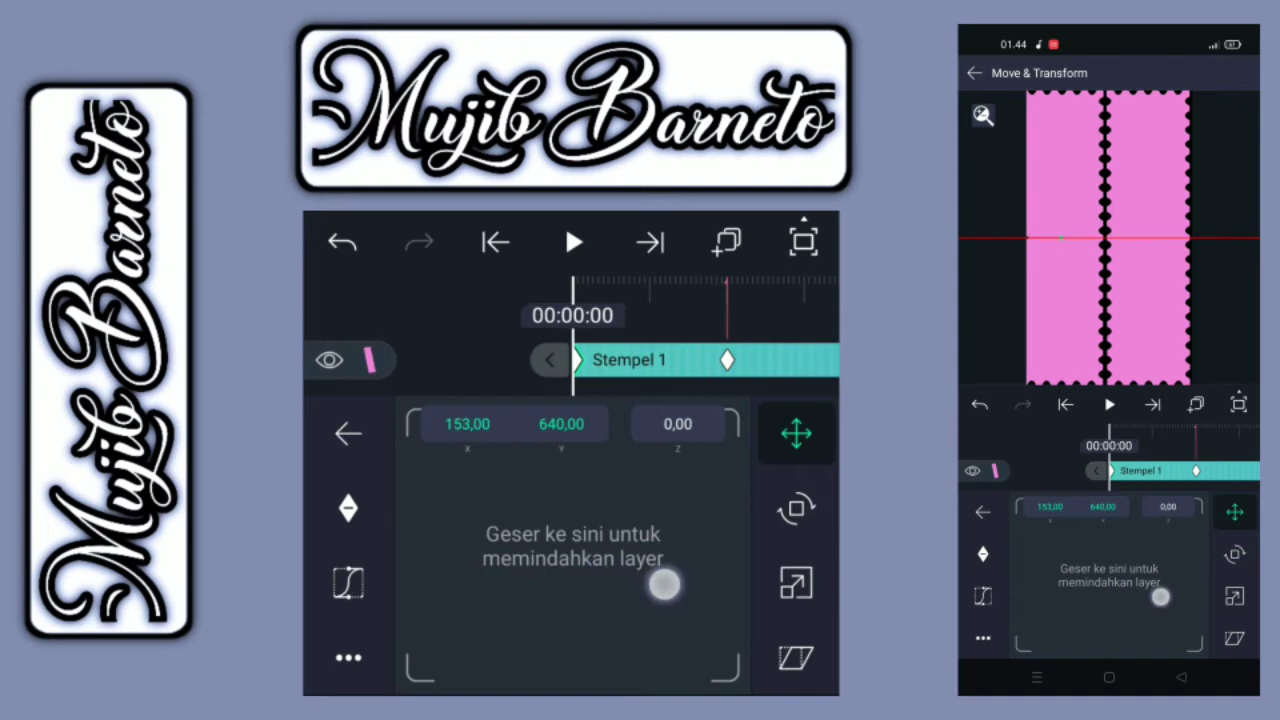 Mujib Barneto
Mujib Barneto
00:00:00
Stempel 1
153,00 640,00 0,00
X Y Z
Geser ke sini untuk
memindahkan layer
01.44
Move & Transform
00:00:00
Stempel 1
153,00 640,00 0,00
X Y Z
Geser ke sini untuk
memindahkan layer